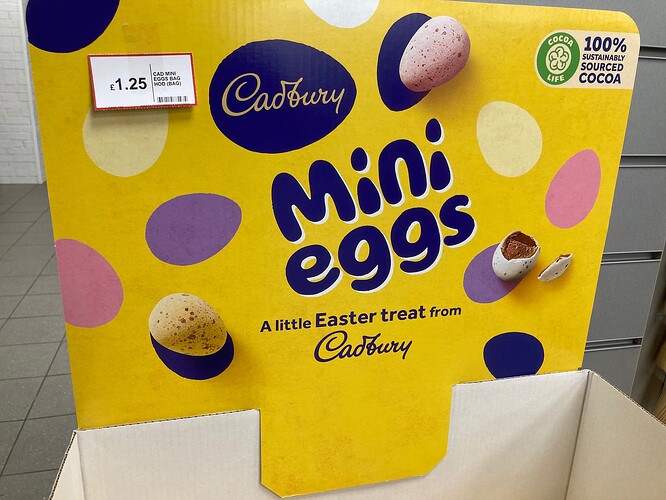 £1.25
CAD MINI
EGGS BAG
HOD (BAG)
Cadbury
COCOA
LIFE
100%
SUSTAINABLY
SOURCED
COCOA
Mini
eggs
A little Easter treat from
Cadbury